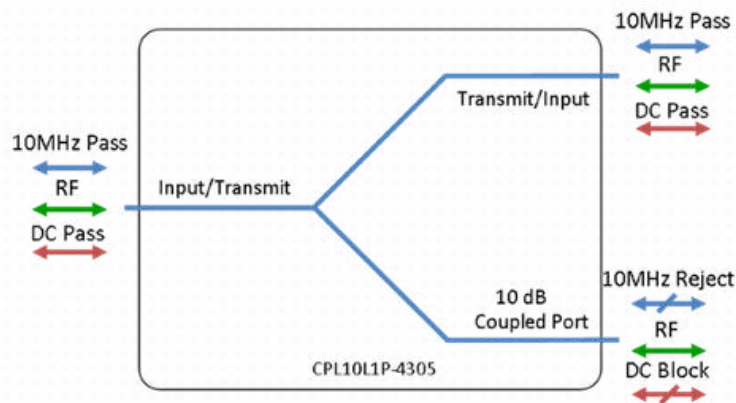 10MHz Pass
RF
DC Pass
Input/Transmit
10MHz Pass
RF
DC Pass
Transmit/Input
10 dB
Coupled Port
10MHz Reject
RF
DC Block
CPL10L1P-4305